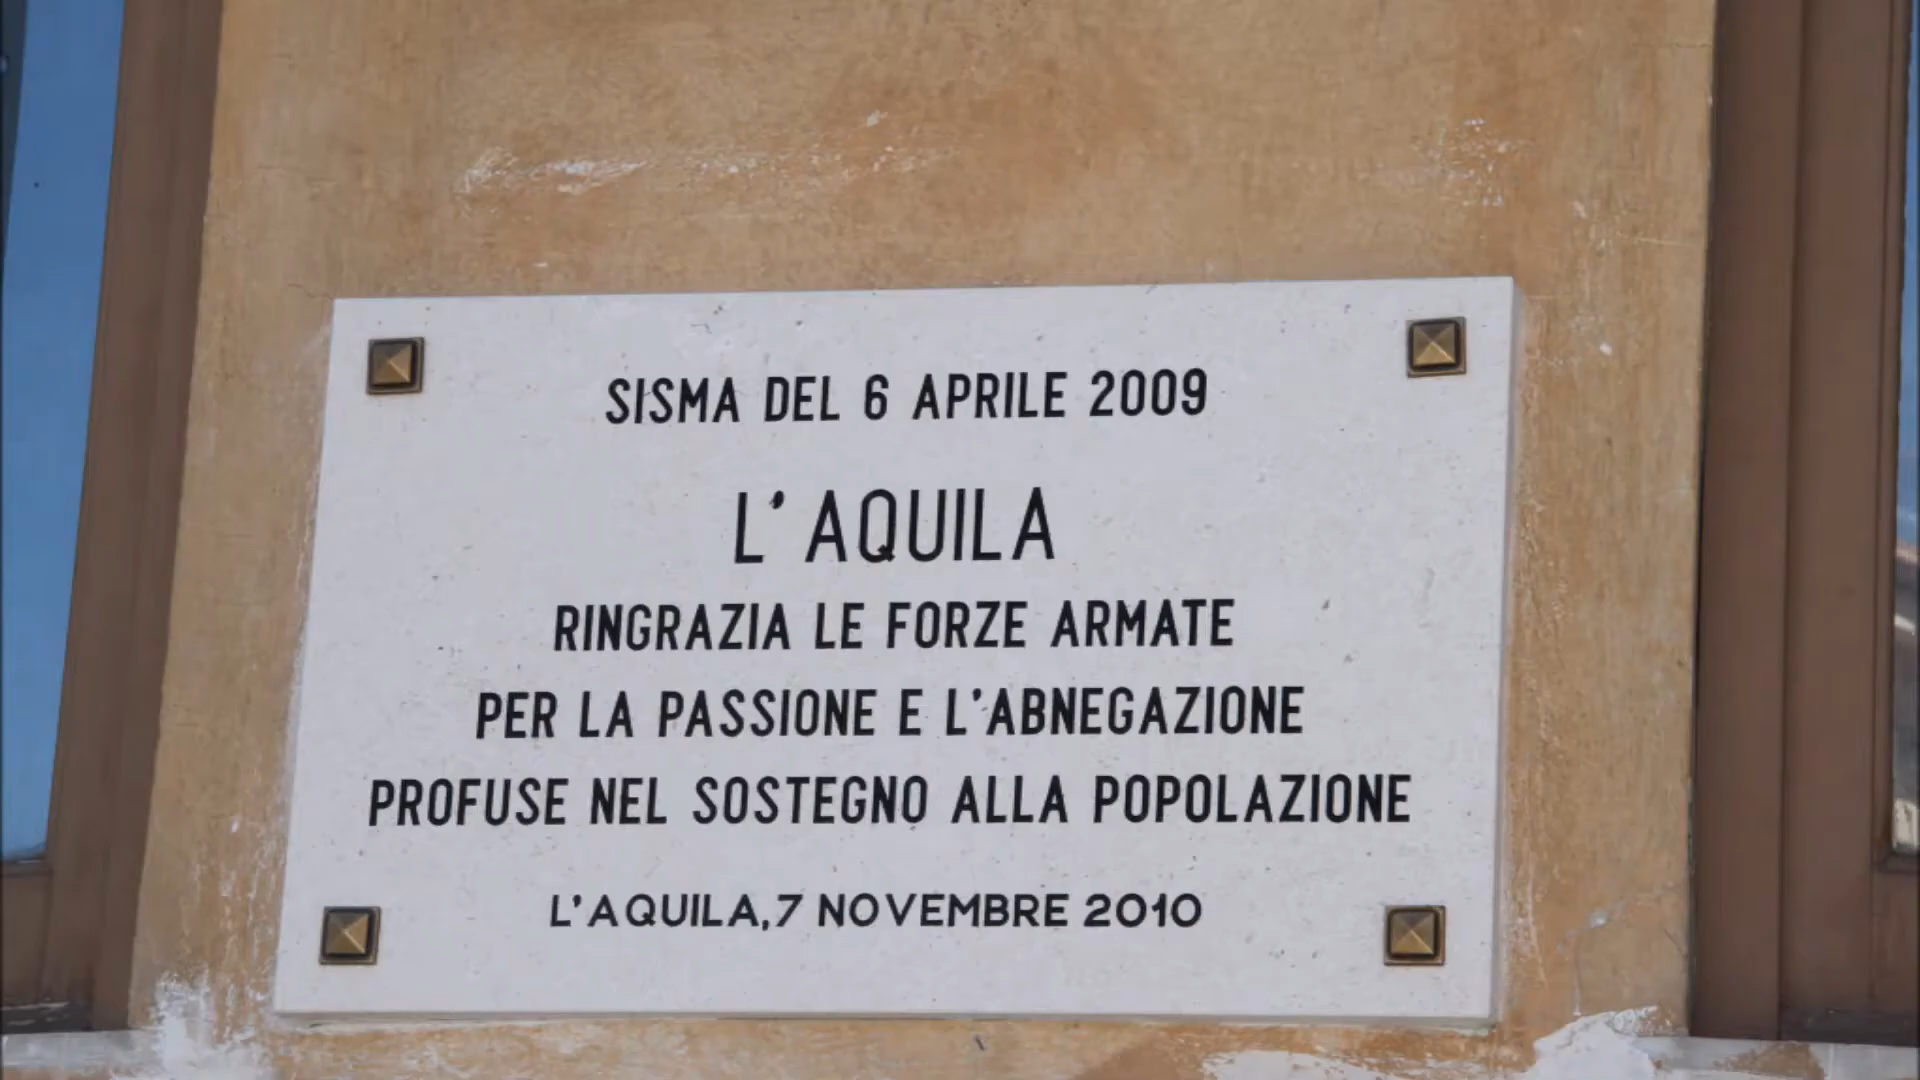 SISMA DEL 6 APRILE 2009
L'AQUILA
RINGRAZIA LE FORZE ARMATE
PER LA PASSIONE E L'ABNEGAZIONE
PROFUSE NEL SOSTEGNO ALLA POPOLAZIONE
L'AQUILA, 7 NOVEMBRE 2010